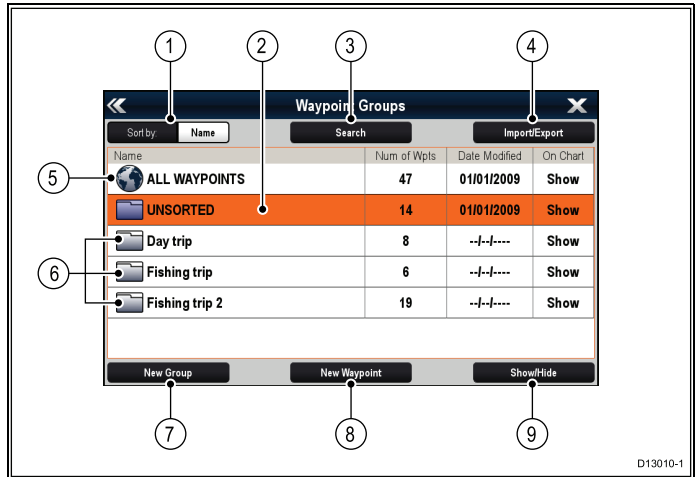 1 2 3 4
Waypoint Groups
Sort by: Name Search Import/Export
Name Num of Wpts Date Modified On Chart
5 ALL WAYPOINTS 47 01/01/2009 Show
UNSORTED 14 01/01/2009 Show
Day trip 8 --/--/---- Show
6 Fishing trip 6 --/--/---- Show
Fishing trip 2 19 --/--/---- Show
New Group New Waypoint Show/Hide
7 8 9
D13010-1